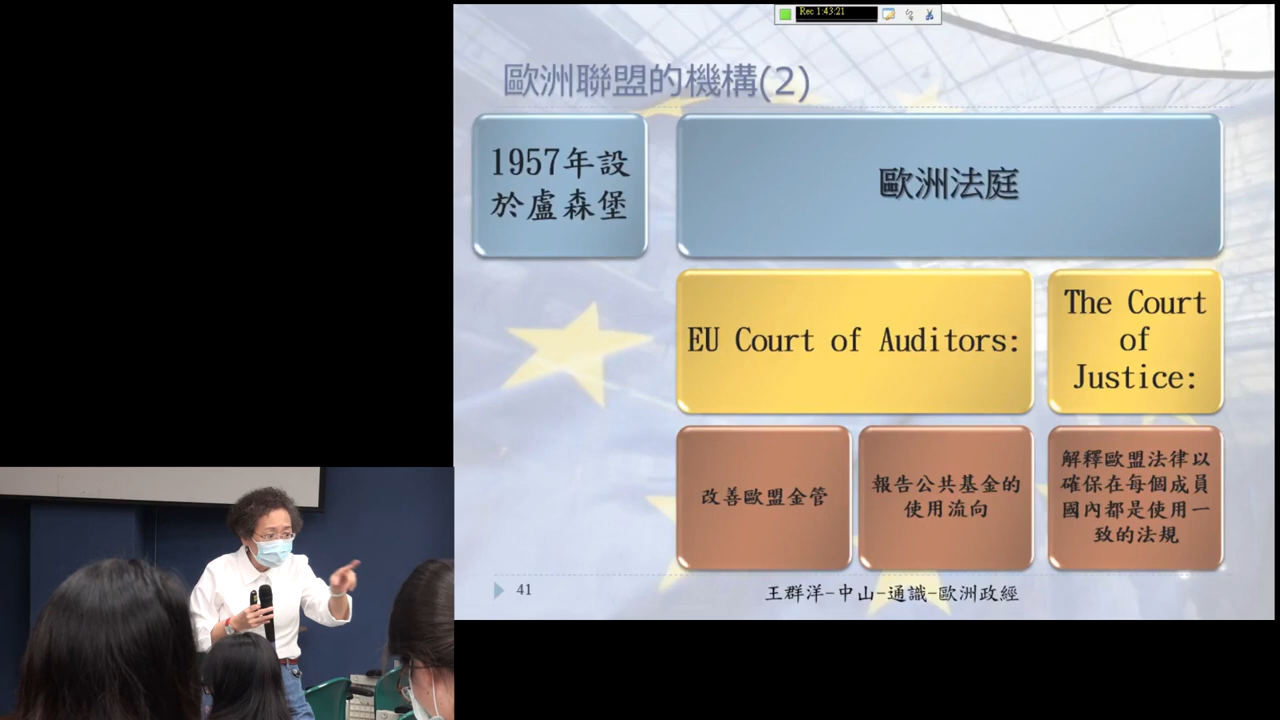 Rec 1:43:21
歐洲聯盟的機構(2)
1957年設
於盧森堡
歐洲法庭
EU Court of Auditors:
The Court
of
Justice:
改善歐盟金管
報告公共基金的
使用流向
解釋歐盟法律以
確保在每個成員
國內都是使用一
致的法規
41
王群洋-中山-通識-歐洲政經